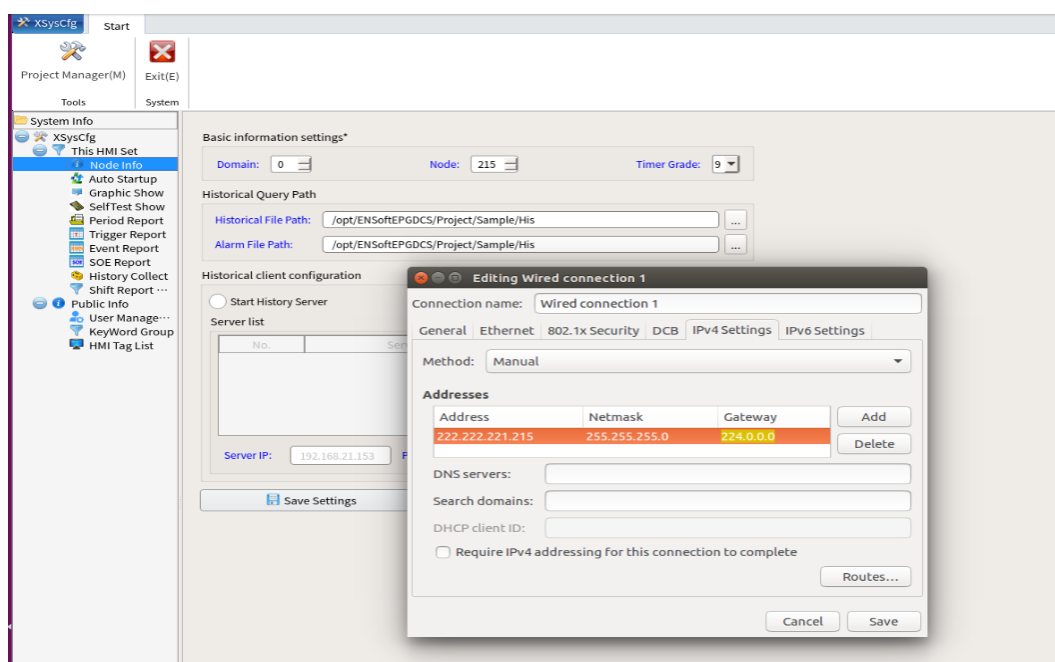 XSysCfg Start
Project Manager(M) Exit(E)
Tools System
System Info
XSysCfg
This HMI Set
Node Info
Auto Startup
Graphic Show
SelfTest Show
Period Report
Trigger Report
Event Report
SOE Report
History Collect
Shift Report ···
Public Info
User Manage···
KeyWord Group
HMI Tag List
Basic information settings*
Domain: 0 Node: 215 Timer Grade: 9
Historical Query Path
Historical File Path: /opt/ENSoftEPGDCS/Project/Sample/His ...
Alarm File Path: /opt/ENSoftEPGDCS/Project/Sample/His ...
Historical client configuration
Start History Server
Server list
No. Ser
Server IP: 192.168.21.153 P
Save Settings
Editing Wired connection 1
Connection name: Wired connection 1
General Ethernet 802.1x Security DCB IPv4 Settings IPv6 Settings
Method: Manual
Addresses
Address Netmask Gateway Add
222.222.221.215 255.255.255.0 224.0.0.0 Delete
DNS servers:
Search domains:
DHCP client ID:
Require IPv4 addressing for this connection to complete
Routes...
Cancel Save